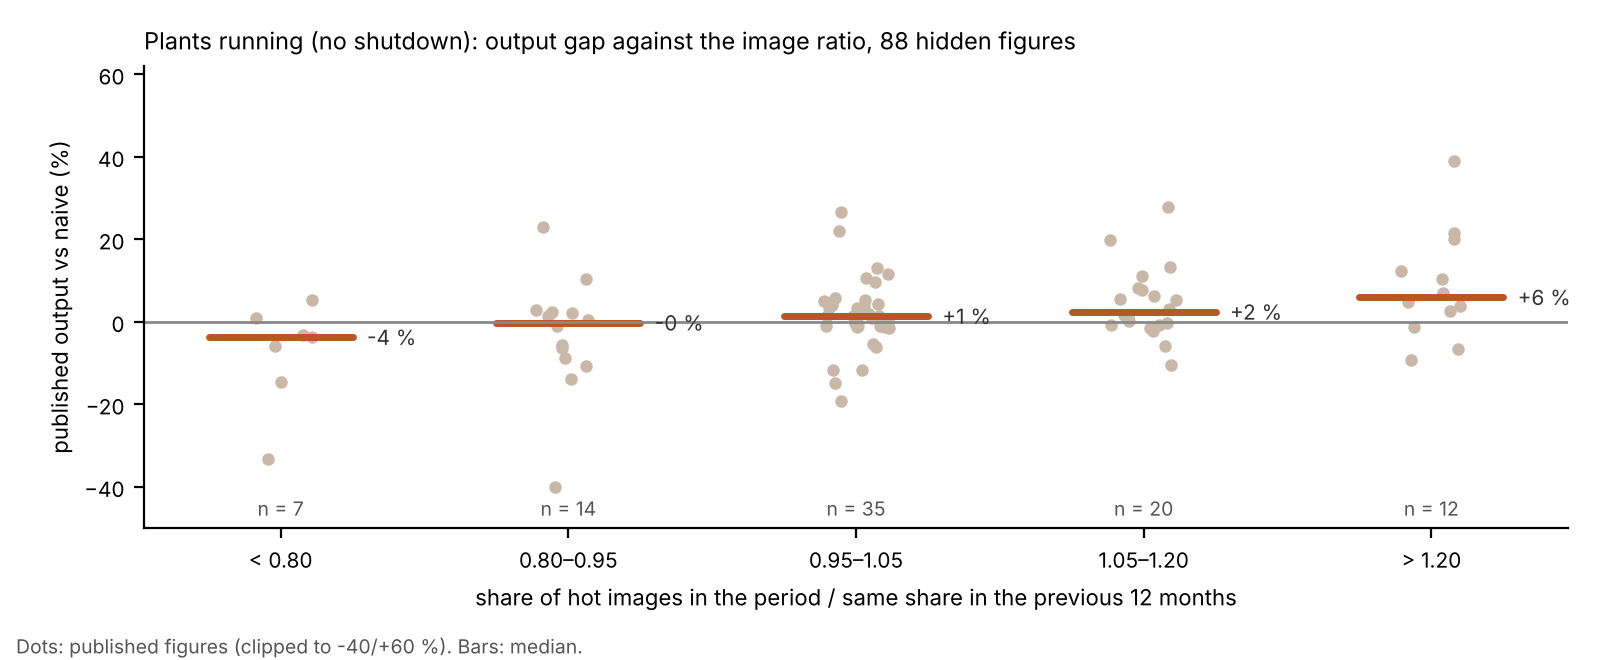 Plants running (no shutdown): output gap against the image ratio, 88 hidden figures
published output vs naive (%)
60
40
20
0
−20
−40
-4 %
-0 %
+1 %
+2 %
+6 %
n = 7
n = 14
n = 35
n = 20
n = 12
< 0.80
0.80–0.95
0.95–1.05
1.05–1.20
> 1.20
share of hot images in the period / same share in the previous 12 months
Dots: published figures (clipped to -40/+60 %). Bars: median.